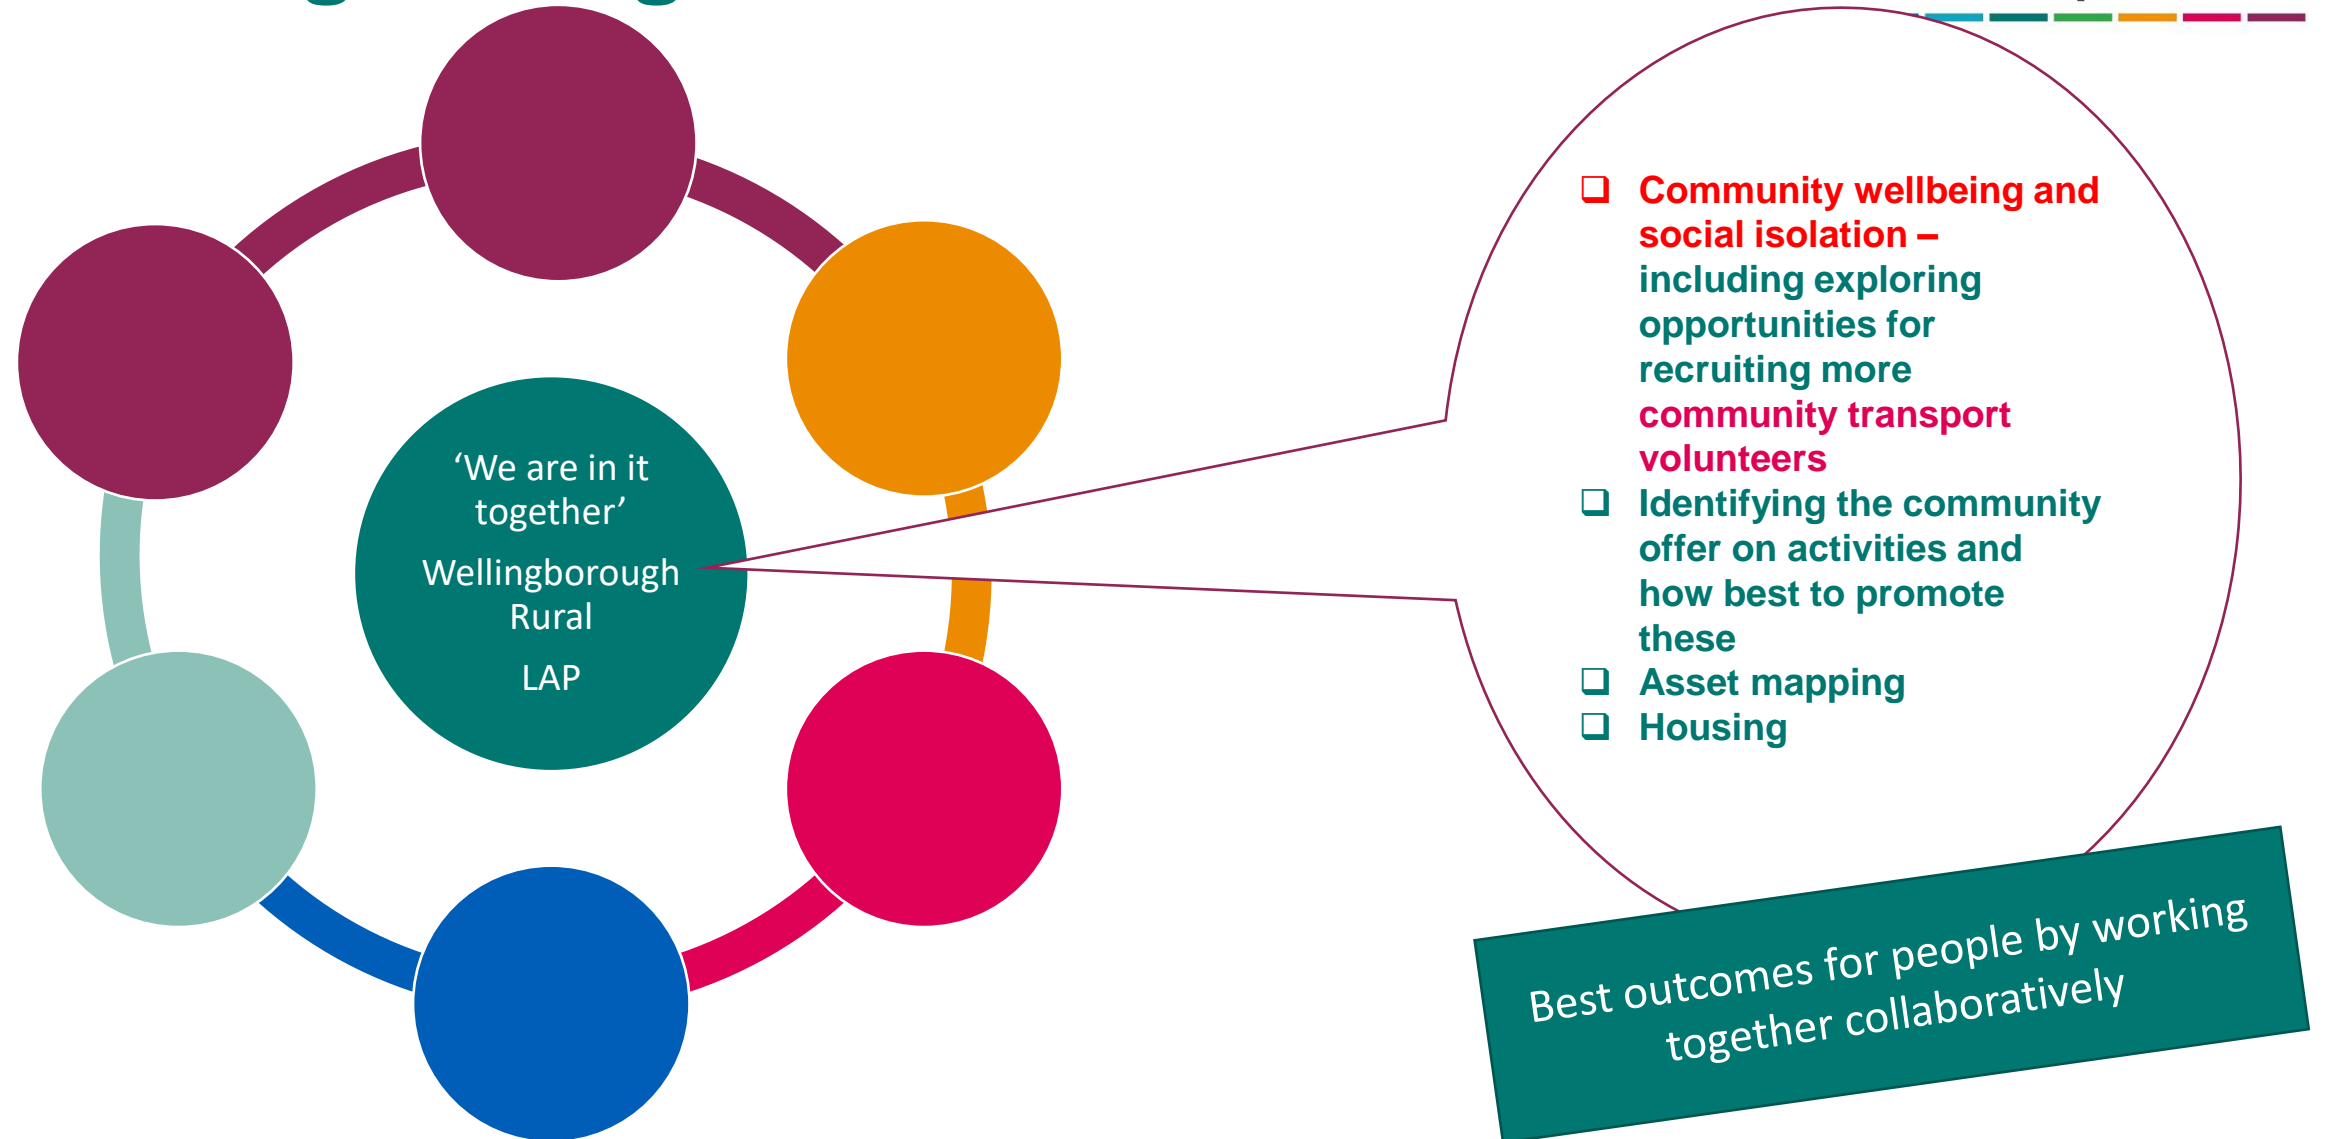 ‘We are in it
together’
Wellingborough
Rural
LAP
❑ Community wellbeing and
social isolation –
including exploring
opportunities for
recruiting more
community transport
volunteers
❑ Identifying the community
offer on activities and
how best to promote
these
❑ Asset mapping
❑ Housing
Best outcomes for people by working
together collaboratively